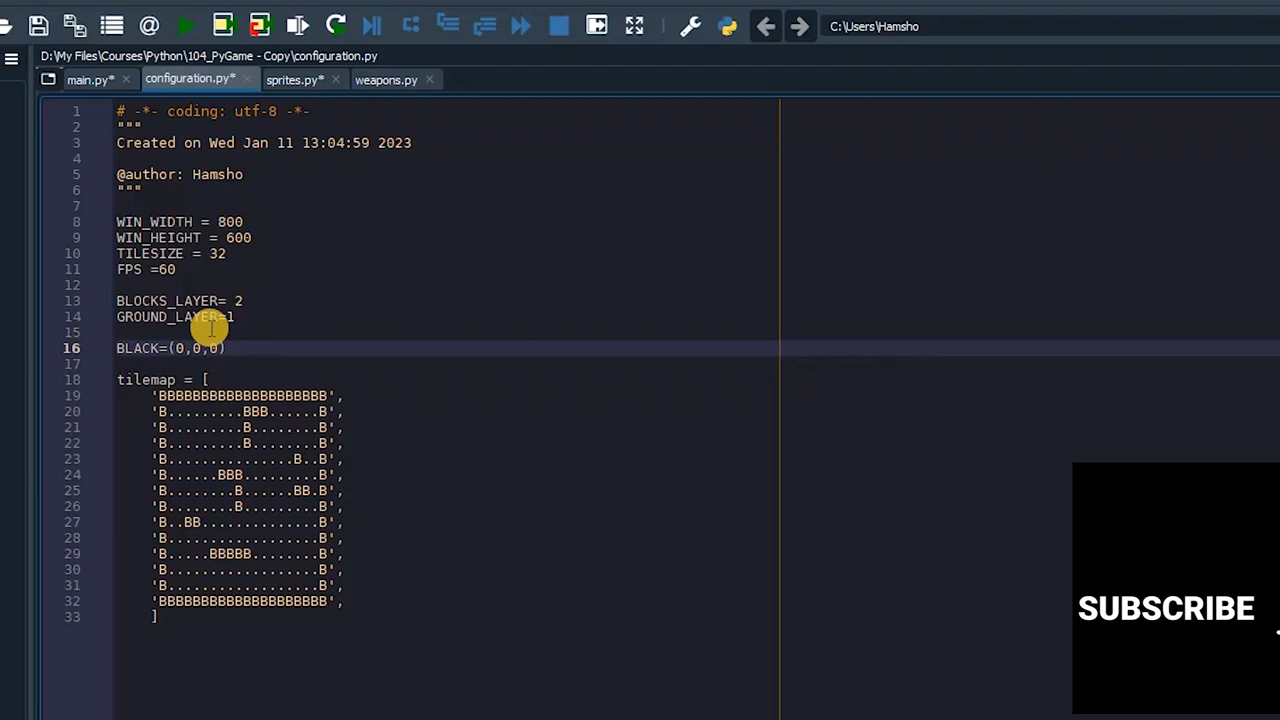 C:\Users\Hamsho
D:\My Files\Courses\Python\104_PyGame - Copy\configuration.py
main.py* configuration.py* sprites.py* weapons.py
1 # -*- coding: utf-8 -*-
2 """
3 Created on Wed Jan 11 13:04:59 2023
4
5 @author: Hamsho
6 """
7
8 WIN_WIDTH = 800
9 WIN_HEIGHT = 600
10 TILESIZE = 32
11 FPS =60
12
13 BLOCKS_LAYER= 2
14 GROUND_LAYER=1
15
16 BLACK=(0,0,0)
17
18 tilemap = [
19 'BBBBBBBBBBBBBBBBBBBB',
20 'B.........BBB......B',
21 'B.........B........B',
22 'B.........B........B',
23 'B...............B..B',
24 'B......BBB.........B',
25 'B........B......BB.B',
26 'B........B.........B',
27 'B..BB..............B',
28 'B..................B',
29 'B.....BBBBB........B',
30 'B..................B',
31 'B..................B',
32 'BBBBBBBBBBBBBBBBBBBB',
33 ]
SUBSCRIBE